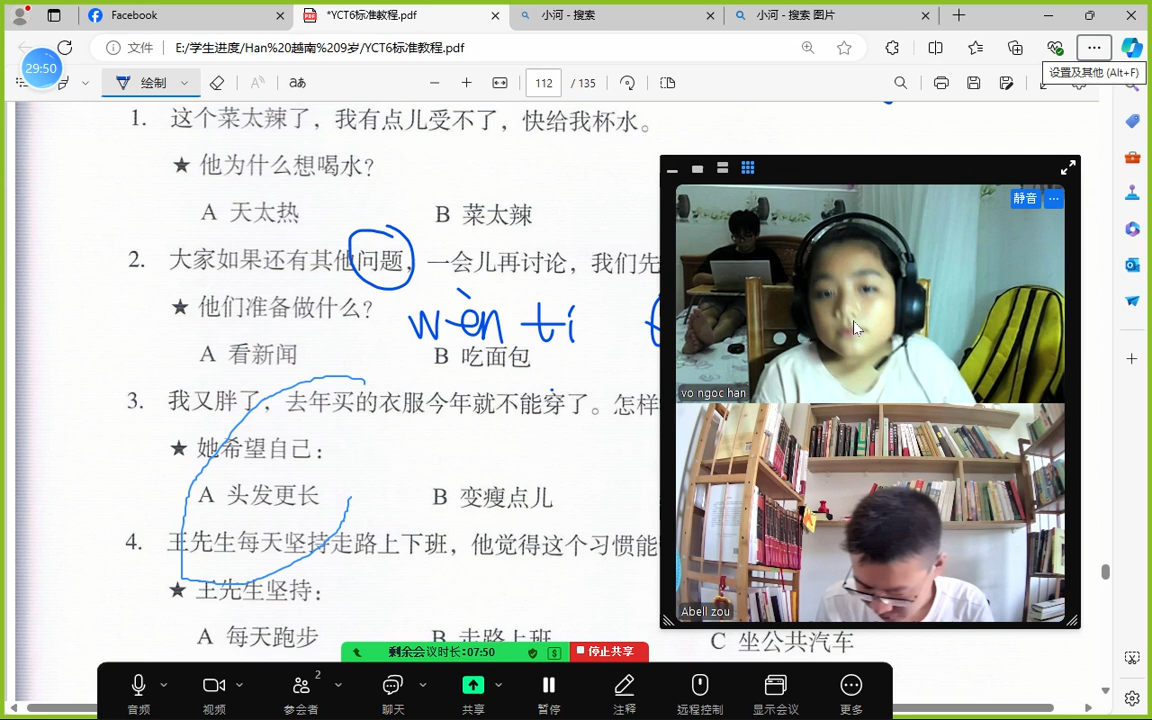 Facebook
*YCT6标准教程.pdf
小河 - 搜索
小河 - 搜索 图片
文件
E:/学生进度/Han%20越南%209岁/YCT6标准教程.pdf
29:50
设置及其他 (Alt+F)
绘制
aあ
112 / 135
1. 这个菜太辣了，我有点儿受不了，快给我杯水。
★ 他为什么想喝水？
A 天太热
B 菜太辣
2. 大家如果还有其他问题，一会儿再讨论，我们先
★ 他们准备做什么？
wèn tí
A 看新闻
B 吃面包
3. 我又胖了，去年买的衣服今年就不能穿了。怎样
★ 她希望自己：
A 头发更长
B 变瘦点儿
4. 王先生每天坚持走路上下班，他觉得这个习惯能
★ 王先生坚持：
A 每天跑步
B 走路上班
C 坐公共汽车
静音
vo ngoc han
Abell zou
剩余会议时长：07:50
停止共享
音频
视频
2
参会者
聊天
共享
暂停
注释
远程控制
显示会议
更多